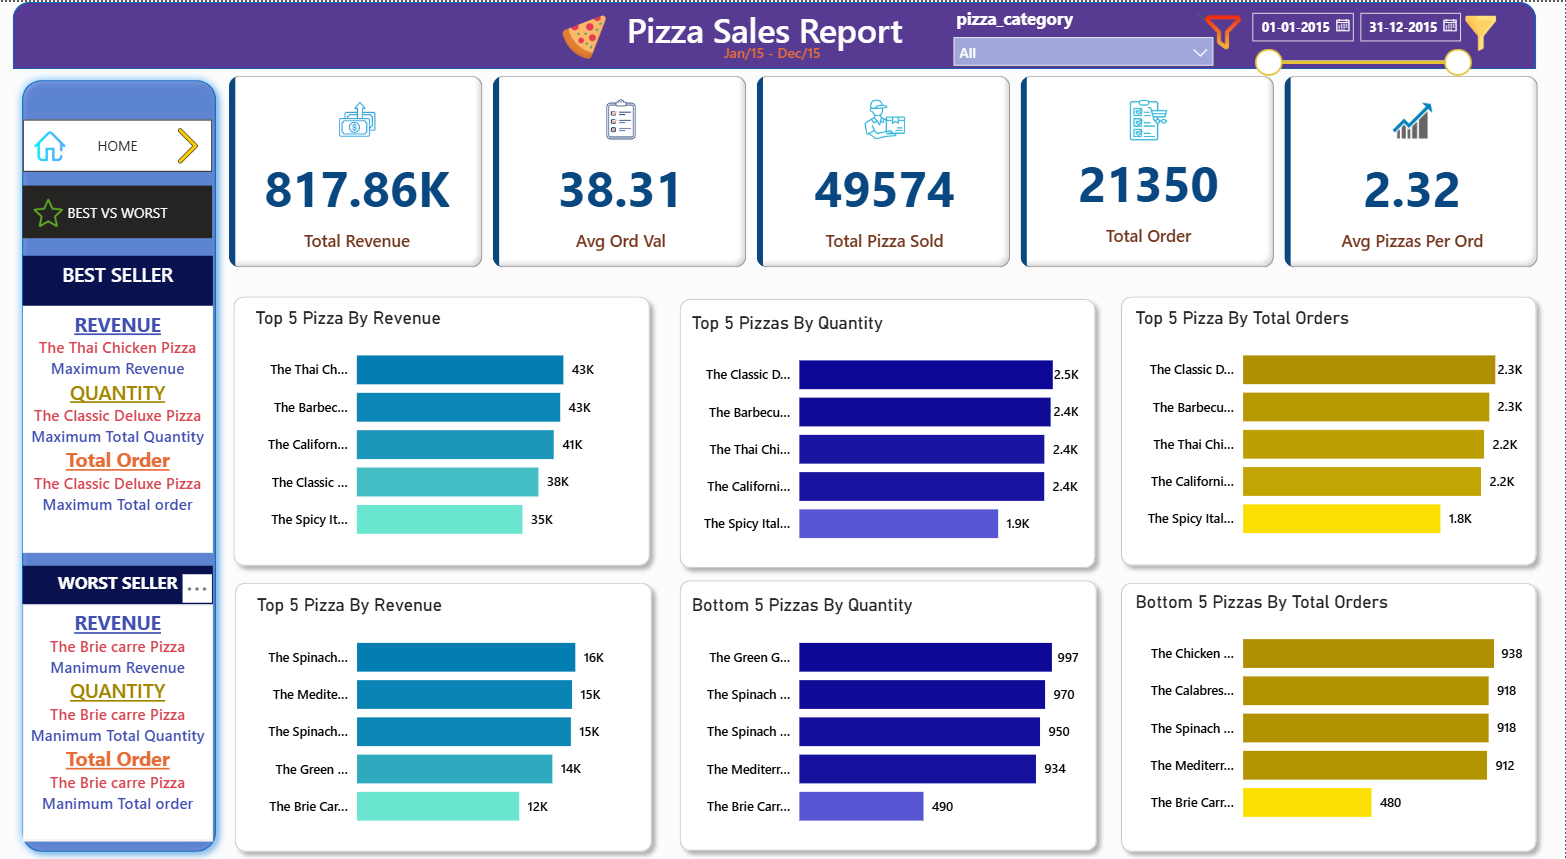 Pizza Sales Report
Jan/15 - Dec/15
pizza_category
All
01-01-2015
31-12-2015
HOME
BEST VS WORST
BEST SELLER
REVENUE
The Thai Chicken Pizza
Maximum Revenue
QUANTITY
The Classic Deluxe Pizza
Maximum Total Quantity
Total Order
The Classic Deluxe Pizza
Maximum Total order
WORST SELLER
...
REVENUE
The Brie carre Pizza
Manimum Revenue
QUANTITY
The Brie carre Pizza
Manimum Total Quantity
Total Order
The Brie carre Pizza
Manimum Total order
817.86K
Total Revenue
38.31
Avg Ord Val
49574
Total Pizza Sold
21350
Total Order
2.32
Avg Pizzas Per Ord
Top 5 Pizza By Revenue
The Thai Ch... 43K
The Barbec... 43K
The Californ... 41K
The Classic ... 38K
The Spicy It... 35K
Top 5 Pizzas By Quantity
The Classic D... 2.5K
The Barbecu... 2.4K
The Thai Chi... 2.4K
The Californi... 2.4K
The Spicy Ital... 1.9K
Top 5 Pizza By Total Orders
The Classic D... 2.3K
The Barbecu... 2.3K
The Thai Chi... 2.2K
The Californi... 2.2K
The Spicy Ital... 1.8K
Top 5 Pizza By Revenue
The Spinach... 16K
The Medite... 15K
The Spinach... 15K
The Green ... 14K
The Brie Car... 12K
Bottom 5 Pizzas By Quantity
The Green G... 997
The Spinach ... 970
The Spinach ... 950
The Mediterr... 934
The Brie Carr... 490
Bottom 5 Pizzas By Total Orders
The Chicken ... 938
The Calabres... 918
The Spinach ... 918
The Mediterr... 912
The Brie Carr... 480